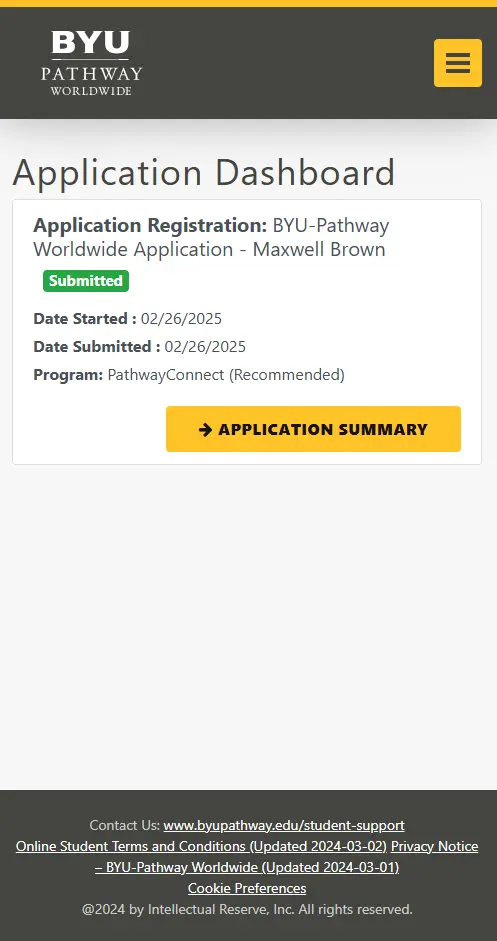 BYU
PATHWAY
WORLDWIDE
Application Dashboard
Application Registration: BYU-Pathway
Worldwide Application - Maxwell Brown
Submitted
Date Started : 02/26/2025
Date Submitted : 02/26/2025
Program: PathwayConnect (Recommended)
APPLICATION SUMMARY
Contact Us: www.byupathway.edu/student-support
Online Student Terms and Conditions (Updated 2024-03-02) Privacy Notice
– BYU-Pathway Worldwide (Updated 2024-03-01)
Cookie Preferences
@2024 by Intellectual Reserve, Inc. All rights reserved.